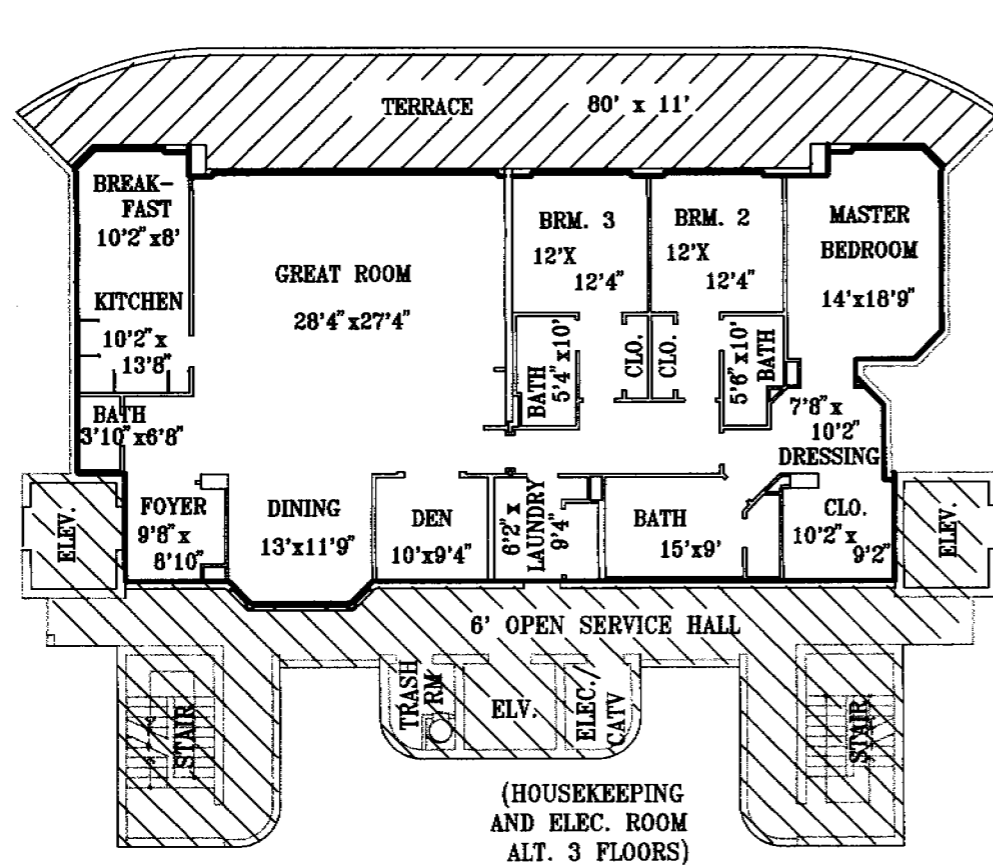 TERRACE 80' x 11'
BREAK-
FAST
10'2"x8'
KITCHEN
10'2"x
13'8"
GREAT ROOM
28'4"x27'4"
BRM. 3
12'X
12'4"
BRM. 2
12'X
12'4"
MASTER
BEDROOM
14'x18'9"
BATH
5'4"x10'
CLO.
CLO.
5'6"x10'
BATH
BATH
3'10"x6'8"
7'8"x
10'2"
DRESSING
ELEV.
FOYER
9'8"x
8'10"
DINING
13'x11'9"
DEN
10'x9'4"
6'2"x
LAUNDRY
9'4"
BATH
15'x9'
CLO.
10'2"x
9'2"
ELEV.
6' OPEN SERVICE HALL
STAIR
TRASH
RM
ELV.
ELEC./
CATV
STAIR
(HOUSEKEEPING
AND ELEC. ROOM
ALT. 3 FLOORS)